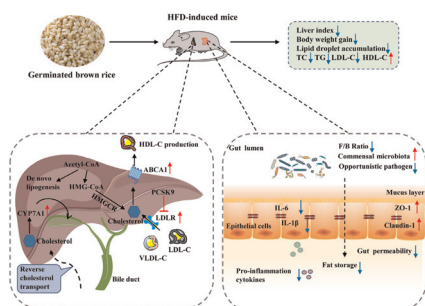 HFD-induced mice
Germinated brown rice
Liver index
Body weight gain
Lipid droplet accumulation
TC TG LDL-C HDL-C
HDL-C production
Acetyl-CoA
De novo
lipogenesis
HMG-CoA
ABCA1
PCSK9
HMGCR
CYP7A1
Cholesterol
LDLR
Cholesterol
VLDL-C
LDL-C
Reverse
cholesterol
transport
Bile duct
Gut lumen
F/B Ratio
Commensal microbiota
Opportunistic pathogen
Mucus layer
IL-6
ZO-1
Epithelial cells
IL-1β
Claudin-1
Gut permeability
Fat storage
Pro-inflammation
cytokines